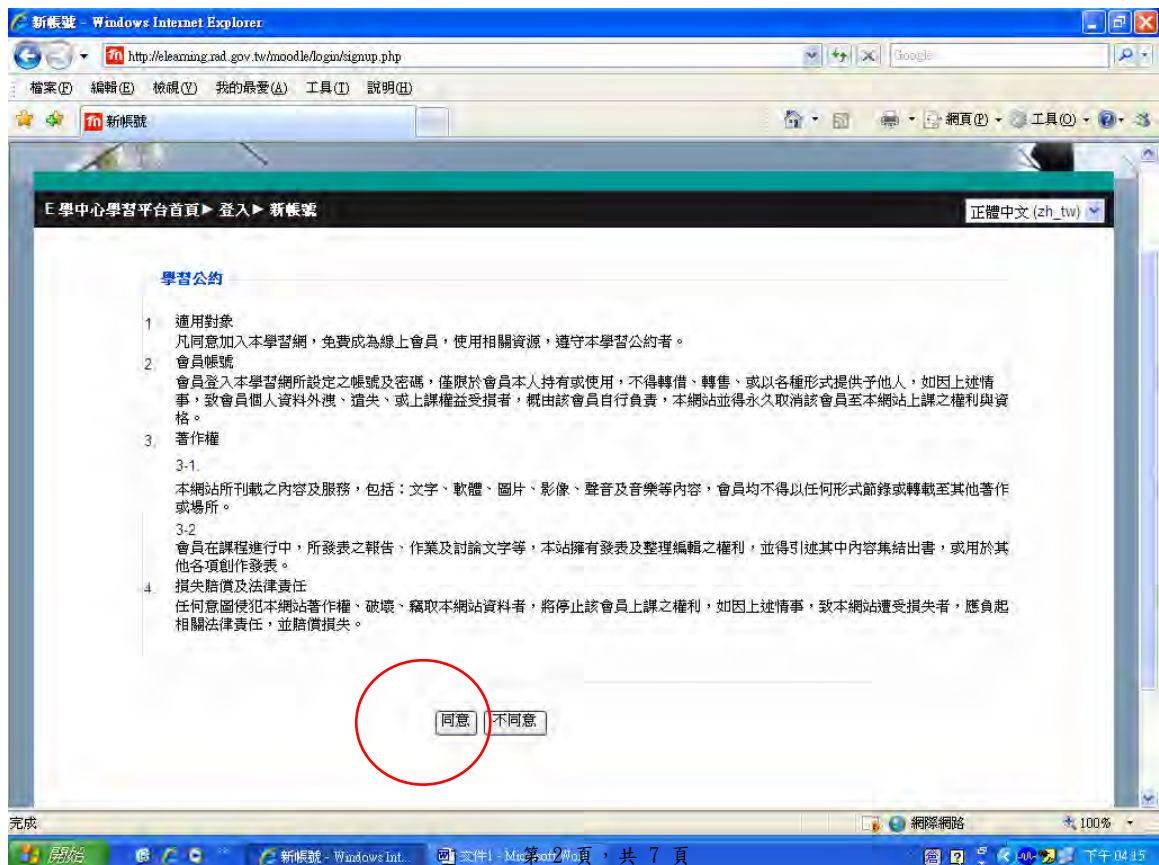 新帳號 - Windows Internet Explorer
http://elearning.rad.gov.tw/moodle/login/signup.php
Google
檔案(F) 編輯(E) 檢視(V) 我的最愛(A) 工具(T) 說明(H)
新帳號
網頁(P) 工具(O)
E 學中心學習平台首頁► 登入► 新帳號
正體中文 (zh_tw)
學習公約
1. 適用對象
凡同意加入本學習網，免費成為線上會員，使用相關資源，遵守本學習公約者。
2. 會員帳號
會員登入本學習網所設定之帳號及密碼，僅限於會員本人持有或使用，不得轉借、轉售、或以各種形式提供予他人，如因上述情
事，致會員個人資料外洩、遺失、或上課權益受損者，概由該會員自行負責，本網站並得永久取消該會員至本網站上課之權利與資
格。
3. 著作權
3-1.
本網站所刊載之內容及服務，包括：文字、軟體、圖片、影像、聲音及音樂等內容，會員均不得以任何形式節錄或轉載至其他著作
或場所。
3-2
會員在課程進行中，所發表之報告、作業及討論文字等，本站擁有發表及整理編輯之權利，並得引述其中內容集結出書，或用於其
他各項創作發表。
4. 損失賠償及法律責任
任何意圖侵犯本網站著作權、破壞、竊取本網站資料者，將停止該會員上課之權利，如因上述情事，致本網站遭受損失者，應負起
相關法律責任，並賠償損失。
同意 不同意
完成
網際網路
100%
開始
新帳號 - Windows Int...
文件1 - Microsoft Word
第 2 頁，共 7 頁
下午 04:15